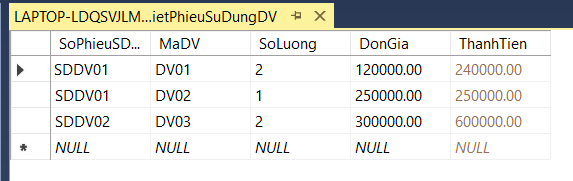 LAPTOP-LDQSVJLM...ietPhieuSuDungDV
SoPhieuSD... MaDV SoLuong DonGia ThanhTien
SDDV01 DV01 2 120000.00 240000.00
SDDV01 DV02 1 250000.00 250000.00
SDDV02 DV03 2 300000.00 600000.00
* NULL NULL NULL NULL NULL